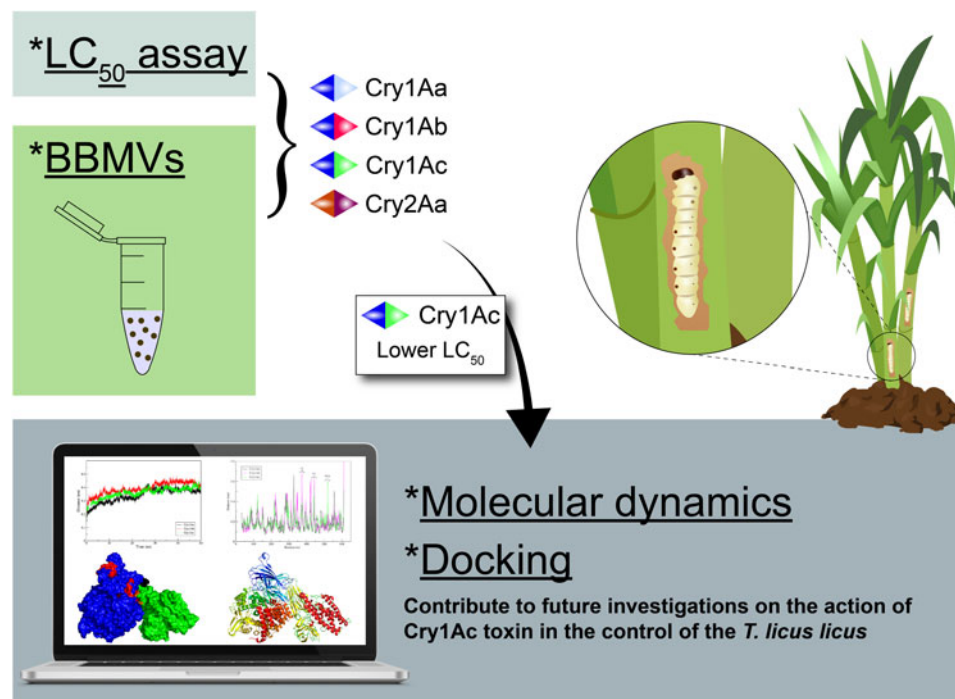 *LC50 assay
*BBMVs
Cry1Aa
Cry1Ab
Cry1Ac
Cry2Aa
Cry1Ac
Lower LC50
*Molecular dynamics
*Docking
Contribute to future investigations on the action of
Cry1Ac toxin in the control of the T. licus licus